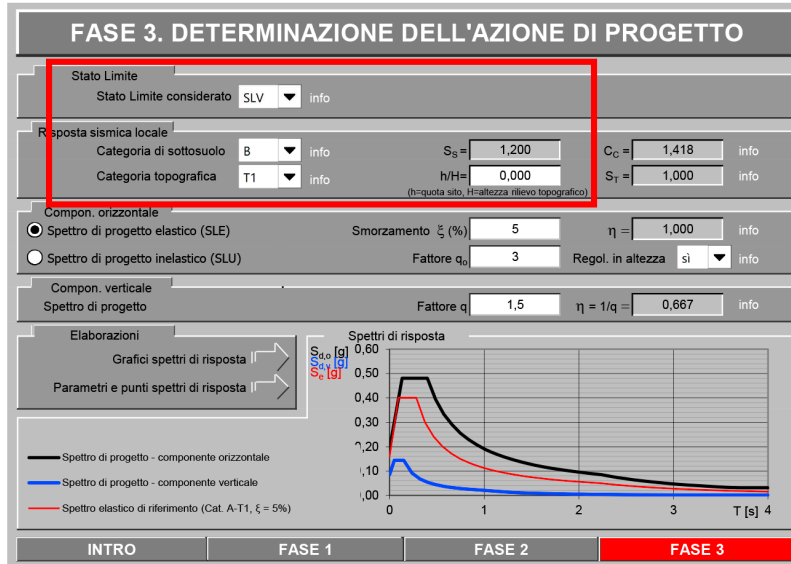 FASE 3. DETERMINAZIONE DELL'AZIONE DI PROGETTO
Stato Limite
Stato Limite considerato SLV info
Risposta sismica locale
Categoria di sottosuolo B info SS = 1,200 CC = 1,418 info
Categoria topografica T1 info h/H= 0,000 ST = 1,000 info
(h=quota sito, H=altezza rilievo topografico)
Compon. orizzontale
Spettro di progetto elastico (SLE) Smorzamento ξ (%) 5 η = 1,000 info
Spettro di progetto inelastico (SLU) Fattore qo 3 Regol. in altezza sì info
Compon. verticale
Spettro di progetto Fattore q 1,5 η = 1/q = 0,667 info
Elaborazioni
Grafici spettri di risposta
Parametri e punti spettri di risposta
Spettri di risposta
Sd,o [g]
Sd,v [g]
Se [g]
0,60
0,50
0,40
0,30
,20
,10
,00
0 1 2 3 T [s] 4
Spettro di progetto - componente orizzontale
Spettro di progetto - componente verticale
Spettro elastico di riferimento (Cat. A-T1, ξ = 5%)
INTRO FASE 1 FASE 2 FASE 3